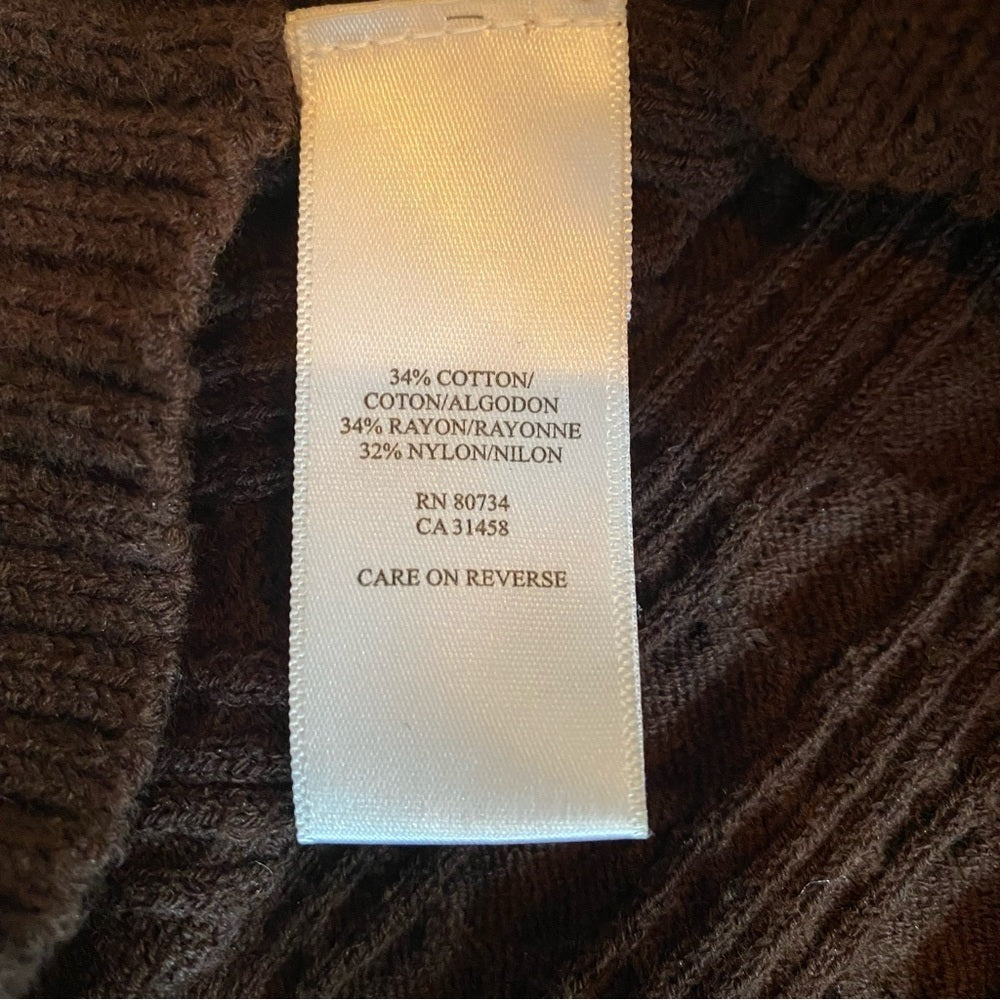 34% COTTON/
COTON/ALGODON
34% RAYON/RAYONNE
32% NYLON/NILON
RN 80734
CA 31458
CARE ON REVERSE